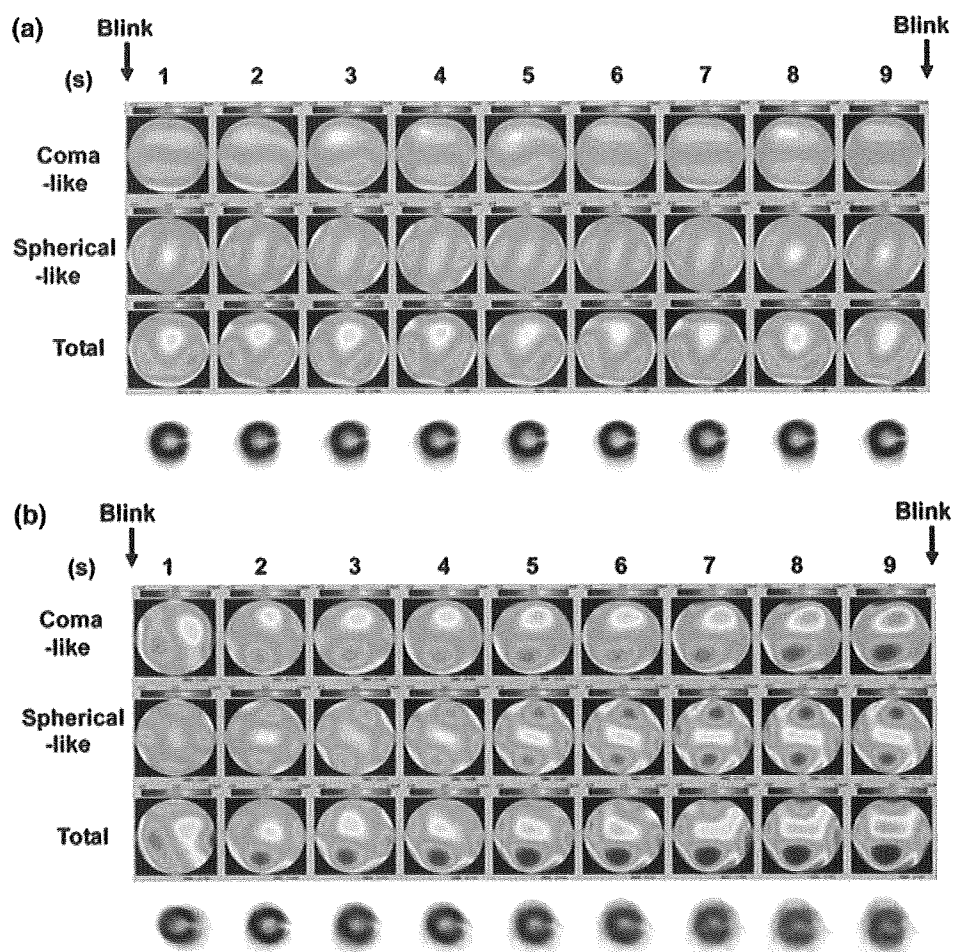 (a) Blink Blink
(s) 1 2 3 4 5 6 7 8 9
Coma
-like
Spherical
-like
Total
(b) Blink Blink
(s) 1 2 3 4 5 6 7 8 9
Coma
-like
Spherical
-like
Total